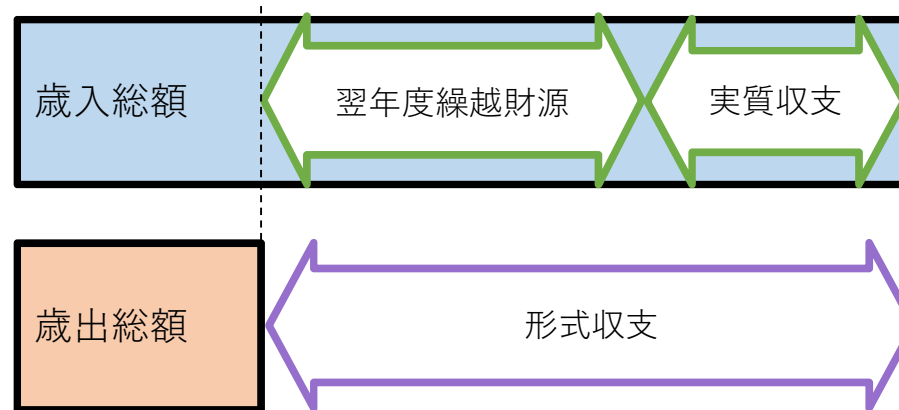 歳入総額
翌年度繰越財源
実質収支
歳出総額
形式収支